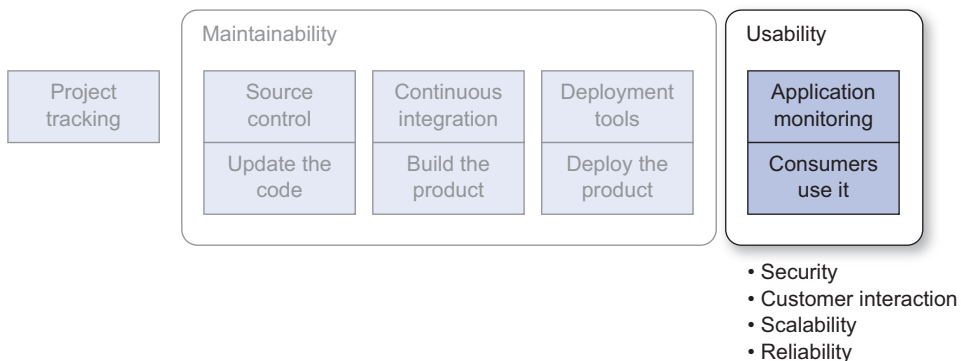 Maintainability
Usability
Project
tracking
Source
control
Continuous
integration
Deployment
tools
Application
monitoring
Update the
code
Build the
product
Deploy the
product
Consumers
use it
• Security
• Customer interaction
• Scalability
• Reliability